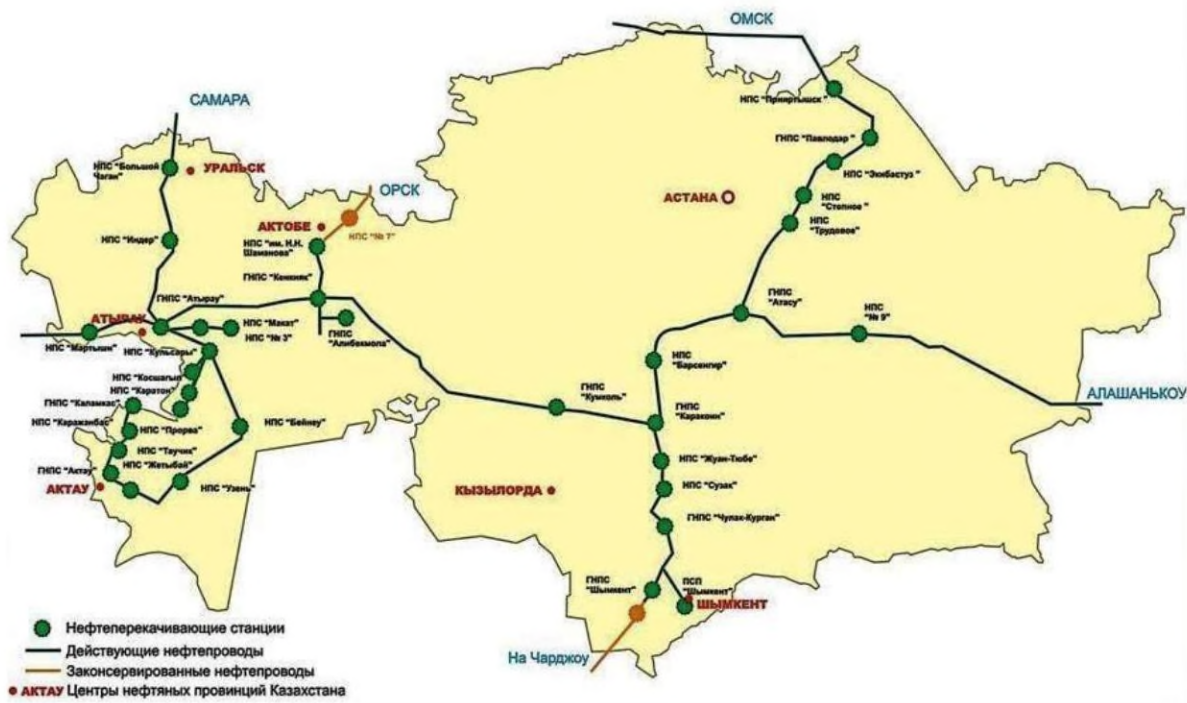 ОМСК
САМАРА
НПС "Прииртышск "
ГНПС "Павлодар "
НПС "Экибастуз "
НПС "Большой
Чаган"
УРАЛЬСК
ОРСК
АСТАНА
НПС
"Степное "
НПС
"Трудовое"
АКТОБЕ
НПС "№ 7"
НПС "Индер"
НПС "им. Н.Н.
Шаманова"
ГНПС "Кенкияк"
ГНПС "Атырау"
ГНПС
"Атасу"
НПС
"№ 9"
АТЫРАУ
НПС "Макат"
НПС "№ 3"
ГНПС
"Алибекмола"
НПС "Мартыши"
НПС "Кульсары"
НПС
"Барсенгир"
НПС "Косшагыл"
НПС "Каратон"
ГНПС "Каламкас"
ГНПС
"Кумколь"
АЛАШАНЬКОУ
НПС "Каражанбас"
НПС "Прорва"
НПС "Бейнеу"
ГНПС
"Каракоин"
НПС "Таучик"
НПС "Жетыбай"
ГНПС "Актау"
НПС "Узень"
НПС "Жуан-Тюбе"
НПС "Сузак"
АКТАУ
КЫЗЫЛОРДА
ГНПС "Чулак-Курган"
ГНПС
"Шымкент"
ПСП
"Шымкент"
ШЫМКЕНТ
На Чарджоу
Нефтеперекачивающие станции
Действующие нефтепроводы
Законсервированные нефтепроводы
АКТАУ Центры нефтяных провинций Казахстана